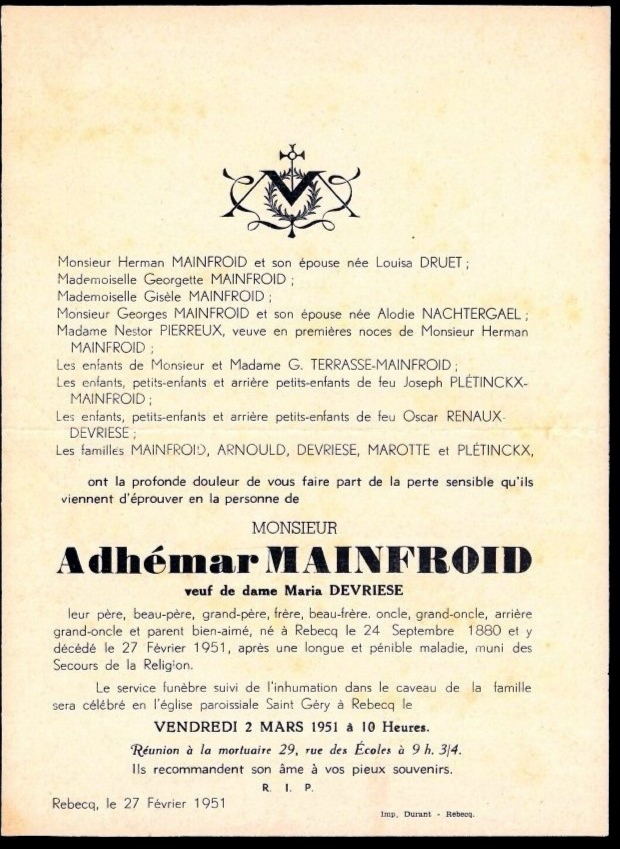 Monsieur Herman MAINFROID et son épouse née Louisa DRUET ;
Mademoiselle Georgette MAINFROID ;
Mademoiselle Gisèle MAINFROID ;
Monsieur Georges MAINFROID et son épouse née Alodie NACHTERGAEL ;
Madame Nestor PIERREUX, veuve en premières noces de Monsieur Herman
MAINFROID ;
Les enfants de Monsieur et Madame G. TERRASSE-MAINFROID ;
Les enfants, petits-enfants et arrière petits-enfants de feu Joseph PLÉTINCKX-
MAINFROID ;
Les enfants, petits-enfants et arrière petits-enfants de feu Oscar RENAUX-
DEVRIESE ;
Les familles MAINFROID, ARNOULD, DEVRIESE, MAROTTE et PLÉTINCKX,
ont la profonde douleur de vous faire part de la perte sensible qu'ils
viennent d'éprouver en la personne de
MONSIEUR
Adhémar MAINFROID
veuf de dame Maria DEVRIESE
leur père, beau-père, grand-père, frère, beau-frère. oncle, grand-oncle, arrière
grand-oncle et parent bien-aimé, né à Rebecq le 24 Septembre 1880 et y
décédé le 27 Février 1951, après une longue et pénible maladie, muni des
Secours de la Religion.
Le service funèbre suivi de l'inhumation dans le caveau de la famille
sera célébré en l'église paroissiale Saint Géry à Rebecq le
VENDREDI 2 MARS 1951 à 10 Heures.
Réunion à la mortuaire 29, rue des Écoles à 9 h. 3/4.
Ils recommandent son âme à vos pieux souvenirs.
R. I. P.
Rebecq, le 27 Février 1951
Imp. Durant - Rebecq.